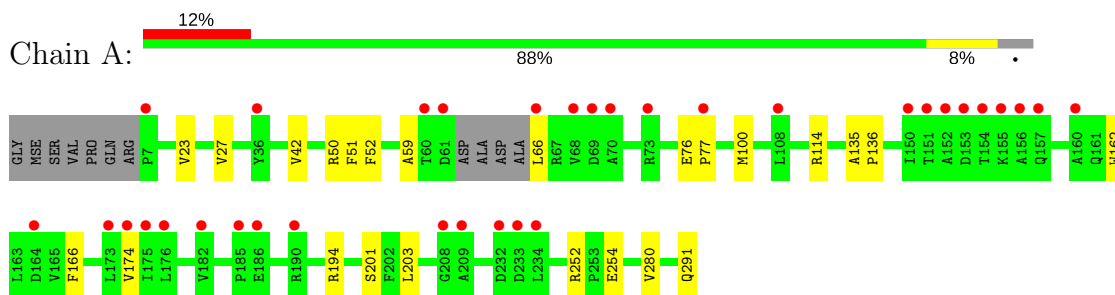 12%
Chain A:
88% 8% •
GLY MSE SER VAL PRO GLN ARG P7 V23 V27 Y36 V42 R50 F51 F52 A59 T60 D61 ASP ALA ASP ALA L66 R67 V68 D69 A70 R73 E76 P77 M100 L108 R114 A135 P136 I150 T151 A152 D153 T154 K155 A156 Q157 A160 Q161
L163 D164 V165 F166 L173 V174 I175 L176 V182 P185 E186 R190 R194 S201 F202 L203 G208 A209 D232 D233 L234 R252 P253 E254 V280 Q291